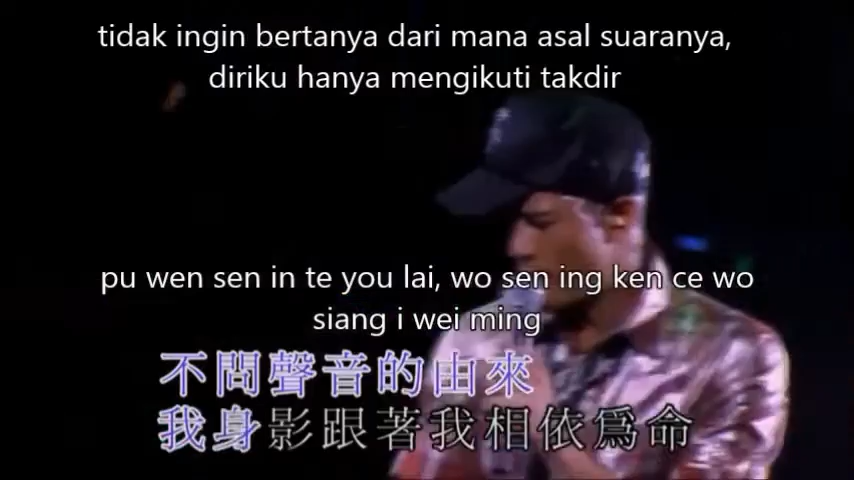 tidak ingin bertanya dari mana asal suaranya,
diriku hanya mengikuti takdir
pu wen sen in te you lai, wo sen ing ken ce wo
siang i wei ming
不問聲音的由來
我身影跟著我相依爲命